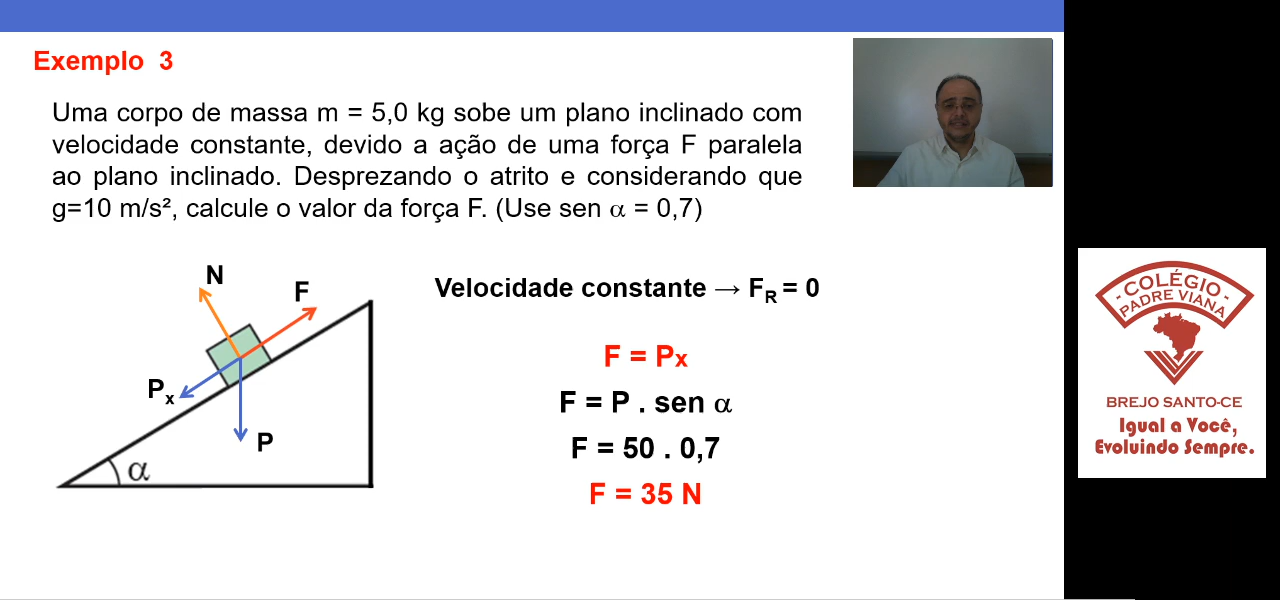 Exemplo 3
Uma corpo de massa m = 5,0 kg sobe um plano inclinado com
velocidade constante, devido a ação de uma força F paralela
ao plano inclinado. Desprezando o atrito e considerando que
g=10 m/s², calcule o valor da força F. (Use sen α = 0,7)
N
F
Px
P
α
Velocidade constante → FR = 0
F = Px
F = P . sen α
F = 50 . 0,7
F = 35 N
- COLÉGIO -
PADRE VIANA
BREJO SANTO-CE
Igual a Você,
Evoluindo Sempre.